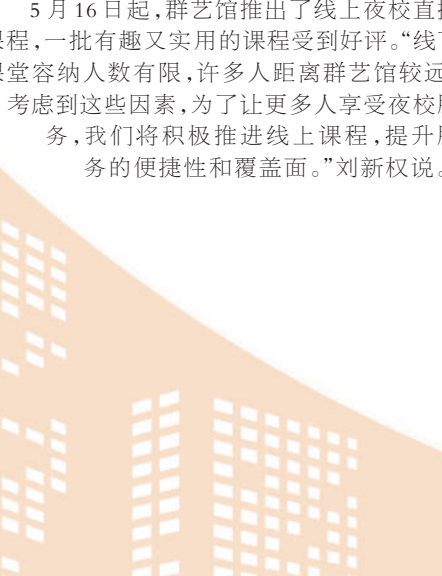 5月16日起,群艺馆推出了线上夜校直
课程,一批有趣又实用的课程受到好评。“线
课堂容纳人数有限,许多人距离群艺馆较远
考虑到这些因素,为了让更多人享受夜校
务,我们将积极推进线上课程,提升
务的便捷性和覆盖面。”刘新权说。